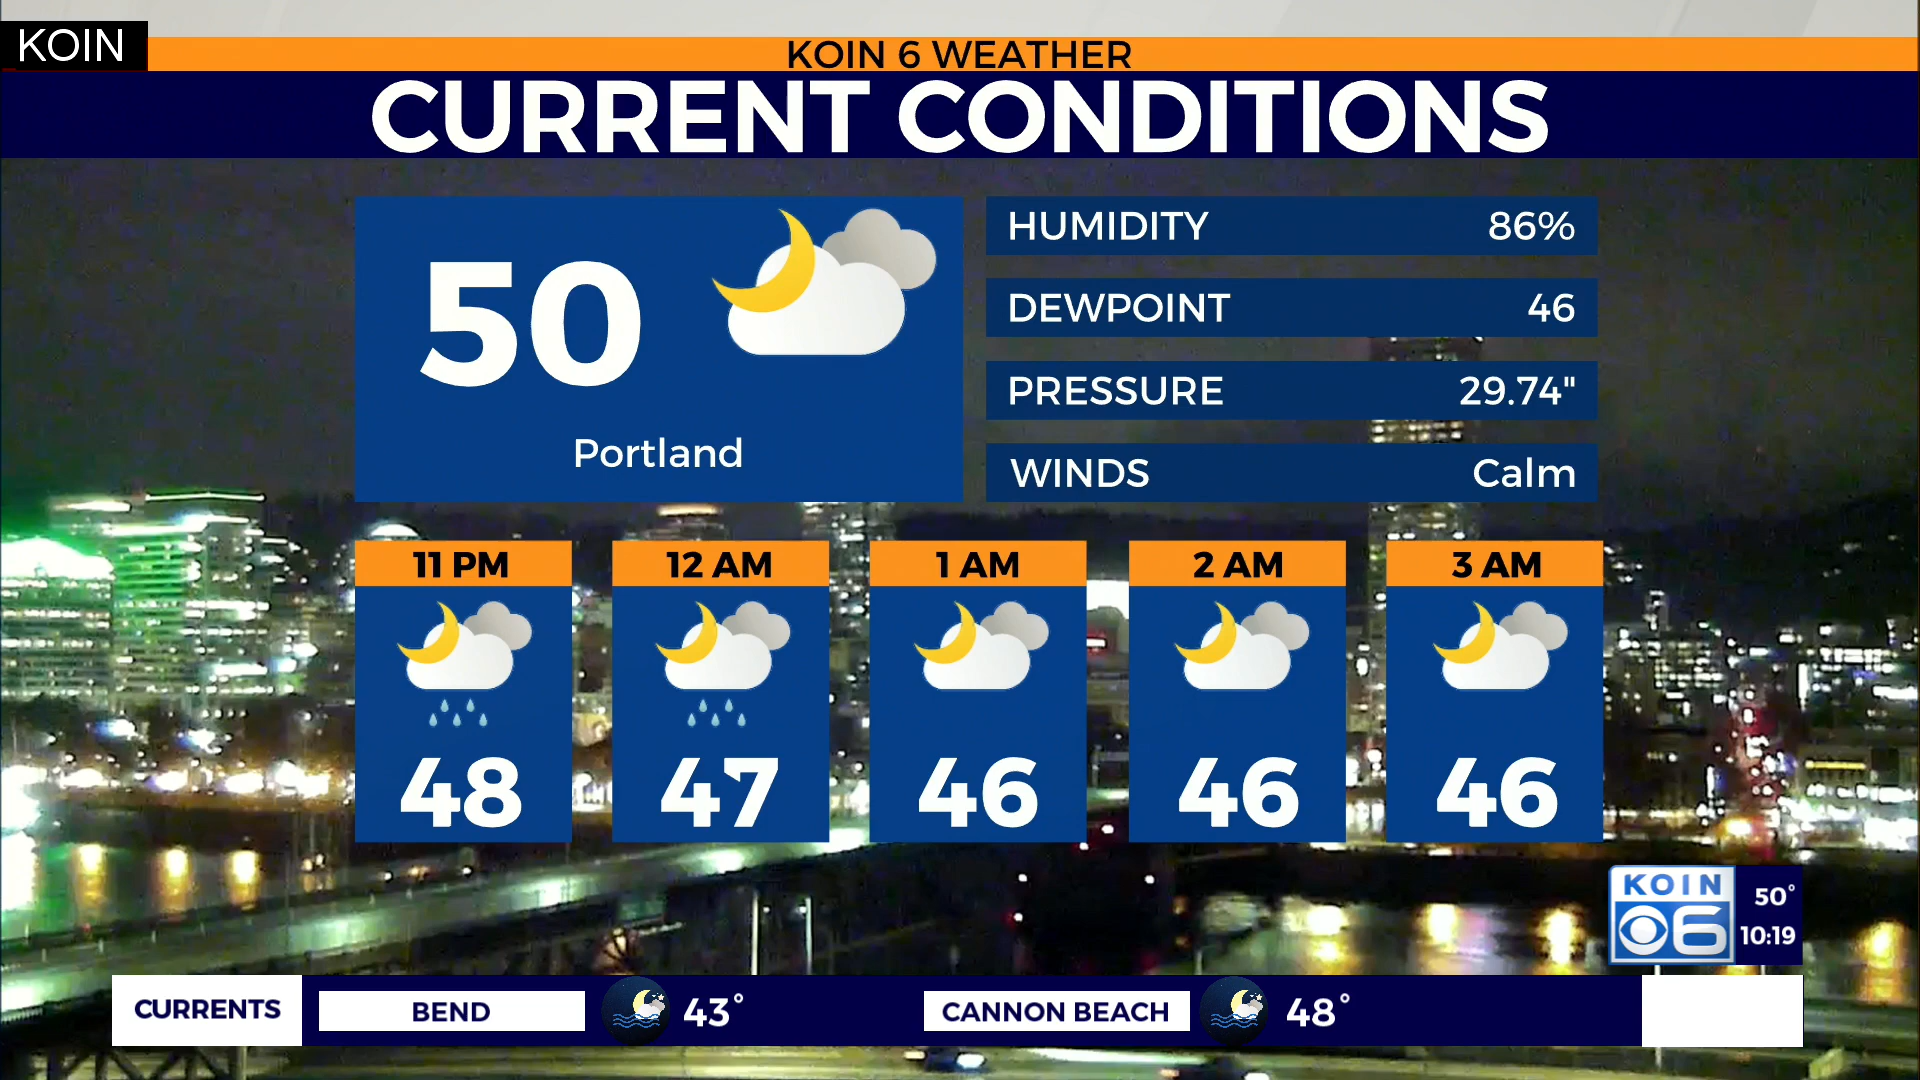 KOIN
KOIN 6 WEATHER
CURRENT CONDITIONS
50
Portland
HUMIDITY 86%
DEWPOINT 46
PRESSURE 29.74"
WINDS Calm
11 PM 12 AM 1 AM 2 AM 3 AM
48 47 46 46 46
KOIN 50°
6 10:19
CURRENTS BEND 43° CANNON BEACH 48°